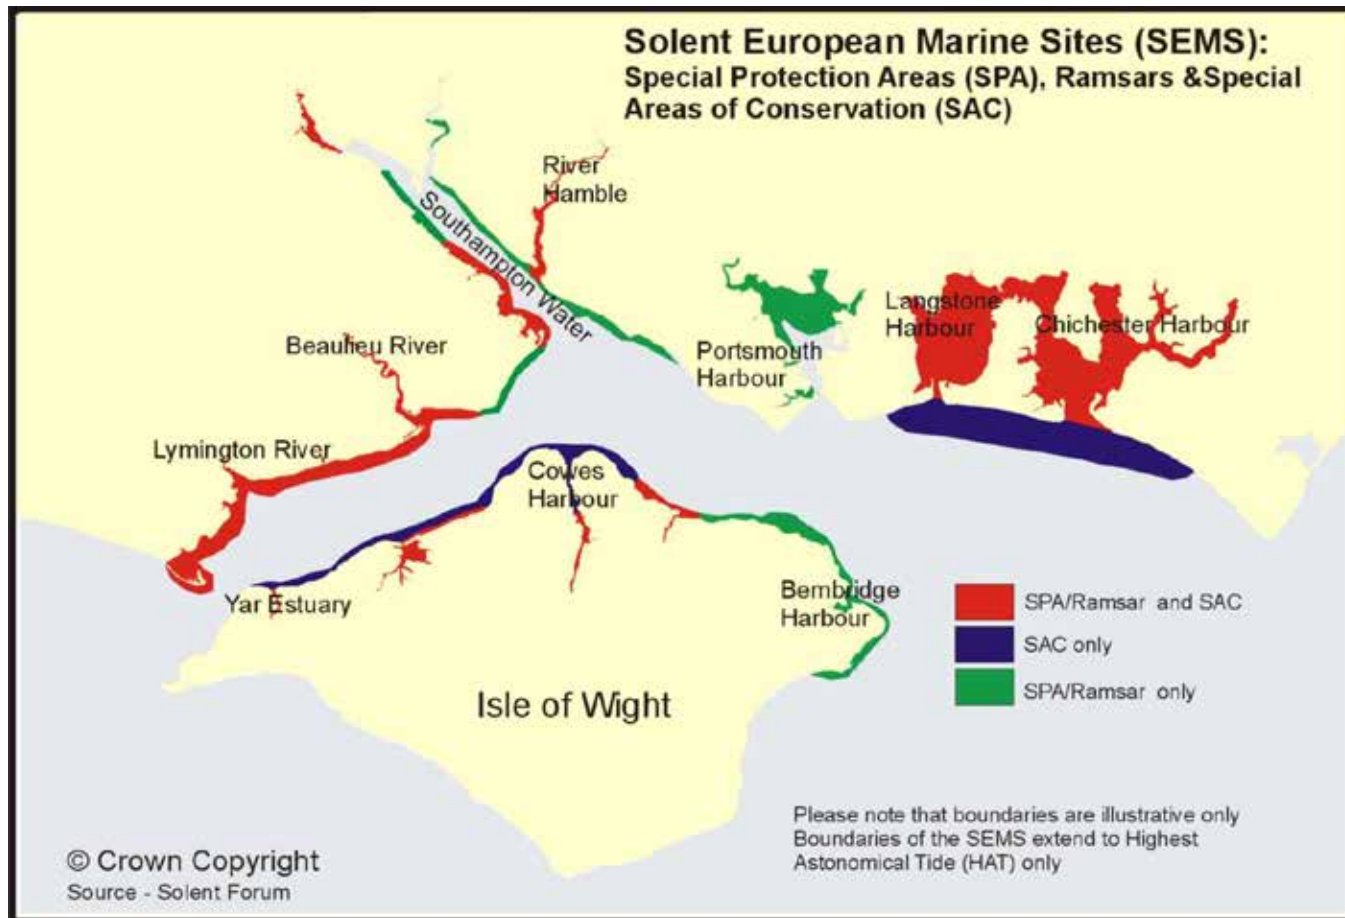 Solent European Marine Sites (SEMS):
Special Protection Areas (SPA), Ramsars &Special
Areas of Conservation (SAC)
River
Hamble
Southampton Water
Langstone
Harbour
Chichester Harbour
Beaulieu River
Portsmouth
Harbour
Lymington River
Cowes
Harbour
Yar Estuary
Bembridge
Harbour
Isle of Wight
SPA/Ramsar and SAC
SAC only
SPA/Ramsar only
Please note that boundaries are illustrative only
Boundaries of the SEMS extend to Highest
Astonomical Tide (HAT) only
© Crown Copyright
Source - Solent Forum